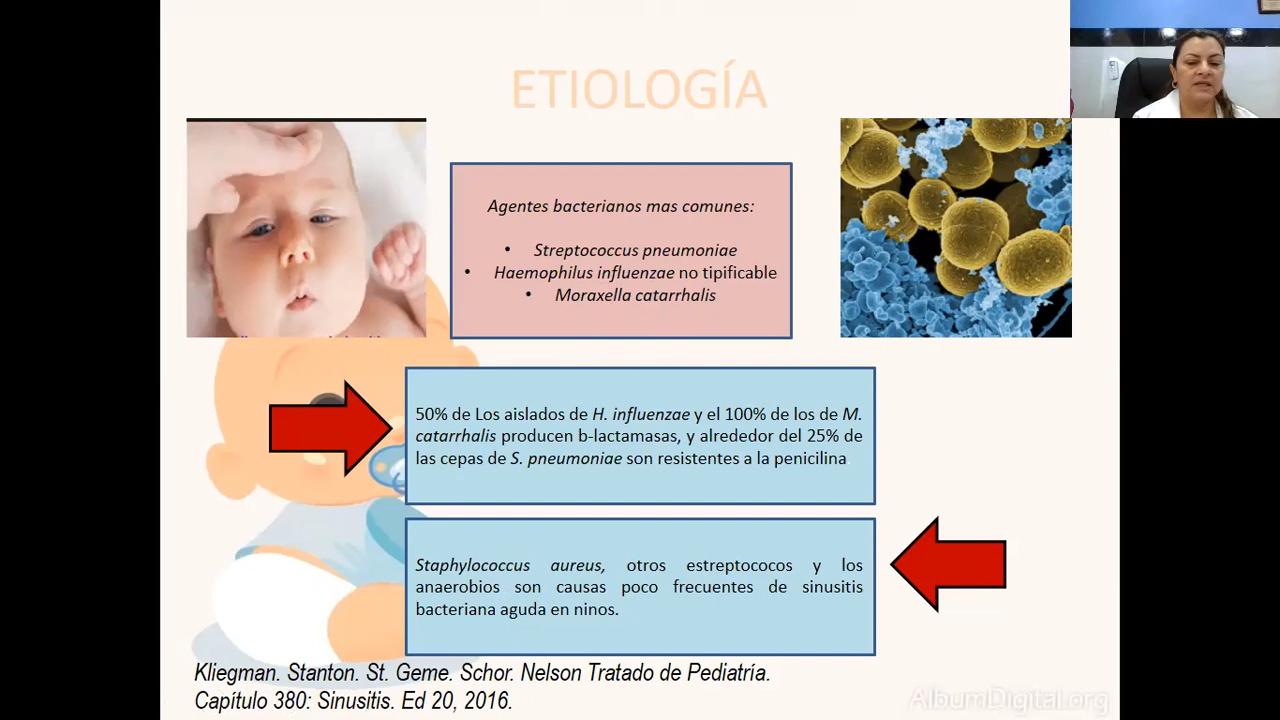 ETIOLOGÍA
Agentes bacterianos mas comunes:
• Streptococcus pneumoniae
• Haemophilus influenzae no tipificable
• Moraxella catarrhalis
50% de Los aislados de H. influenzae y el 100% de los de M.
catarrhalis producen b-lactamasas, y alrededor del 25% de
las cepas de S. pneumoniae son resistentes a la penicilina
Staphylococcus aureus, otros estreptococos y los
anaerobios son causas poco frecuentes de sinusitis
bacteriana aguda en ninos.
Kliegman. Stanton. St. Geme. Schor. Nelson Tratado de Pediatría.
Capítulo 380: Sinusitis. Ed 20, 2016.
AlbumDigital.org